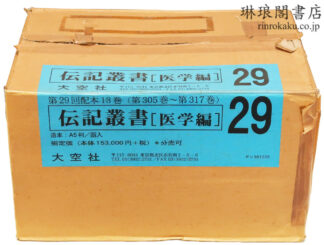 琳琅閣書店
rinrokaku.co.jp
伝記叢書[医学編] 29
大空社
第29回配本13巻(第305巻~第317巻)
伝記叢書[医学編] 29
造本:A5判/函入
揃定価(本体153,000円+税)*分売可
大空社